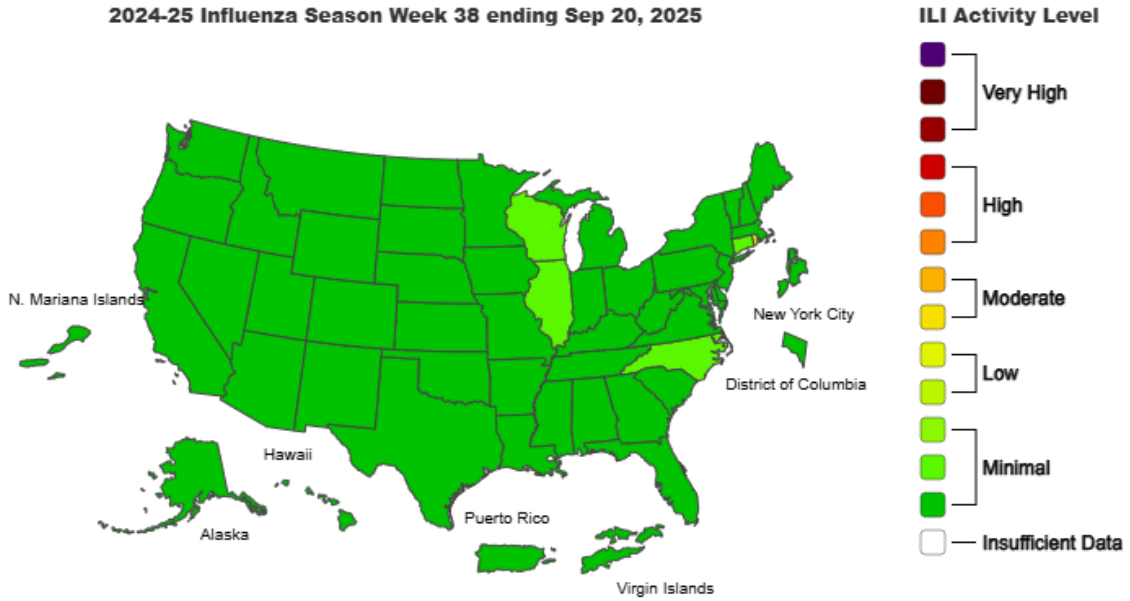 2024-25 Influenza Season Week 38 ending Sep 20, 2025
ILI Activity Level
Very High
High
Moderate
Low
Minimal
Insufficient Data
N. Mariana Islands
New York City
District of Columbia
Hawaii
Alaska
Puerto Rico
Virgin Islands